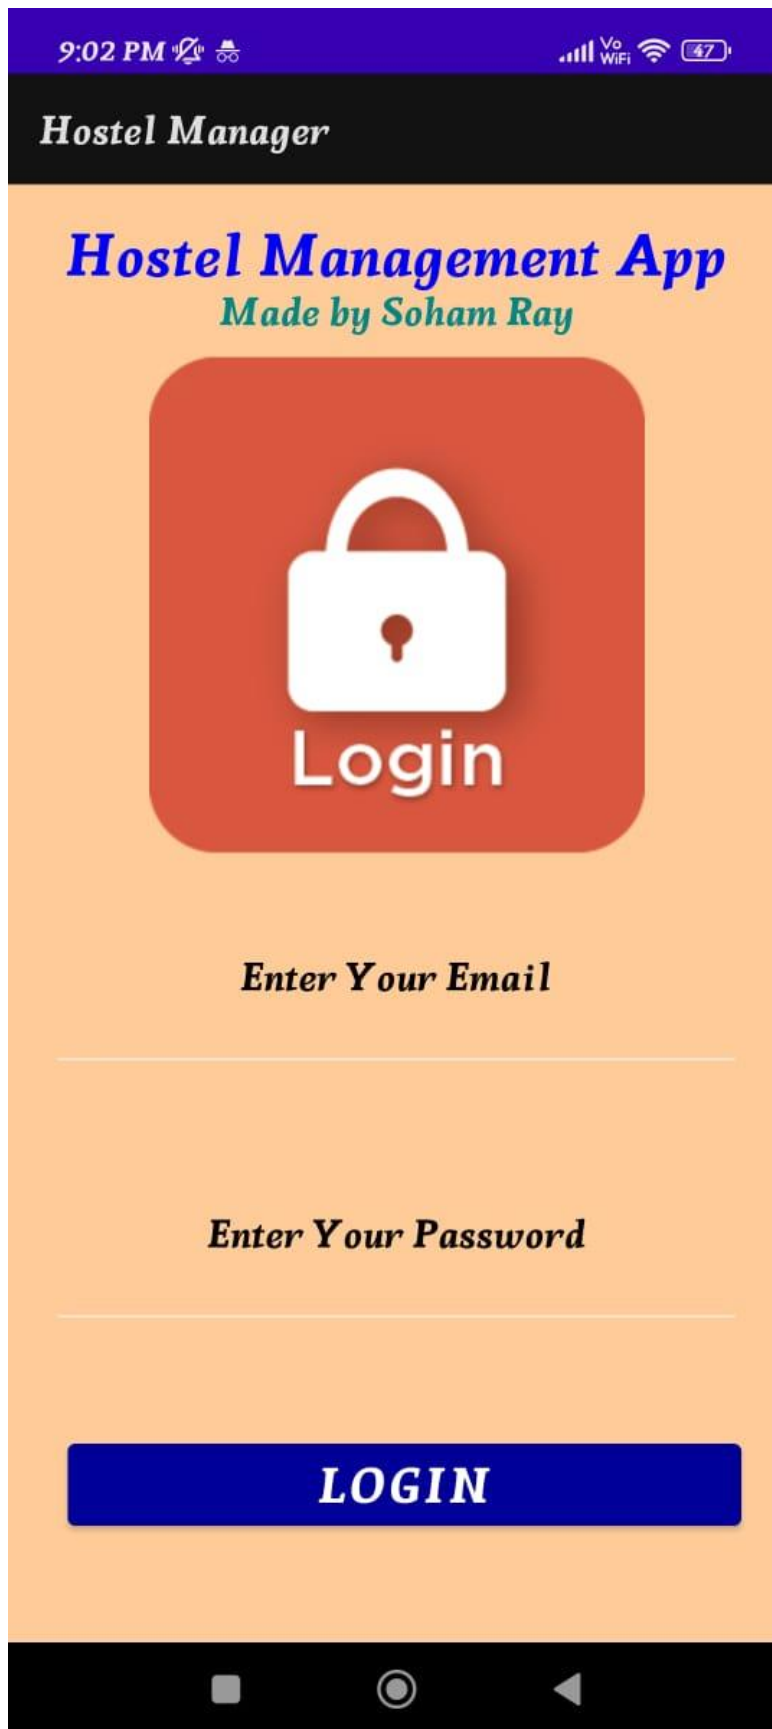 9:02 PM Vo WiFi 47
Hostel Manager
Hostel Management App
Made by Soham Ray
Login
Enter Your Email
Enter Your Password
LOGIN